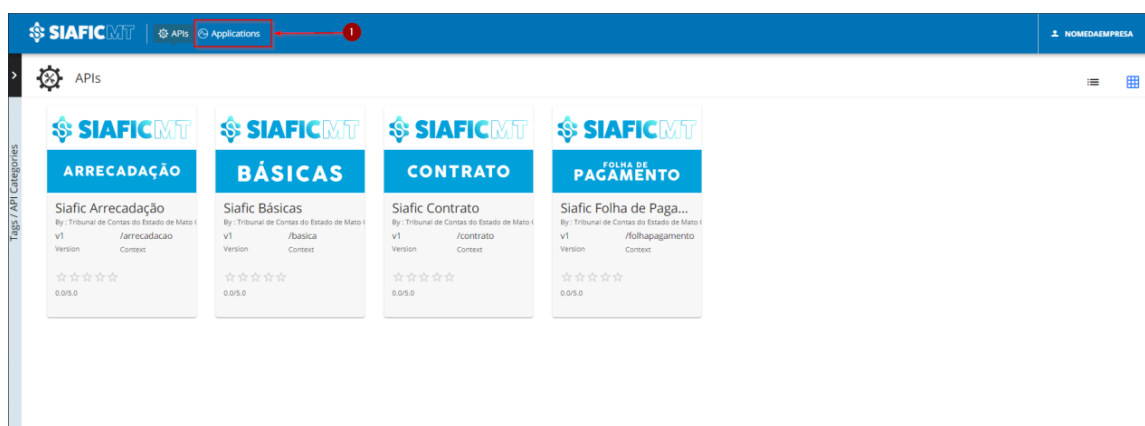 SIAFICMT APIs Applications 1 NOMEDAEMPRESA
APIs
Tags / API Categories
SIAFICMT SIAFICMT SIAFICMT SIAFICMT
ARRECADAÇÃO BÁSICAS CONTRATO FOLHA DE PAGAMENTO
Siafic Arrecadação Siafic Básicas Siafic Contrato Siafic Folha de Paga...
By : Tribunal de Contas do Estado de Mato By : Tribunal de Contas do Estado de Mato By : Tribunal de Contas do Estado de Mato By : Tribunal de Contas do Estado de Mato
v1 /arrecadacao v1 /basica v1 /contrato v1 /folhapagamento
Version Context Version Context Version Context Version Context
0.0/5.0 0.0/5.0 0.0/5.0 0.0/5.0